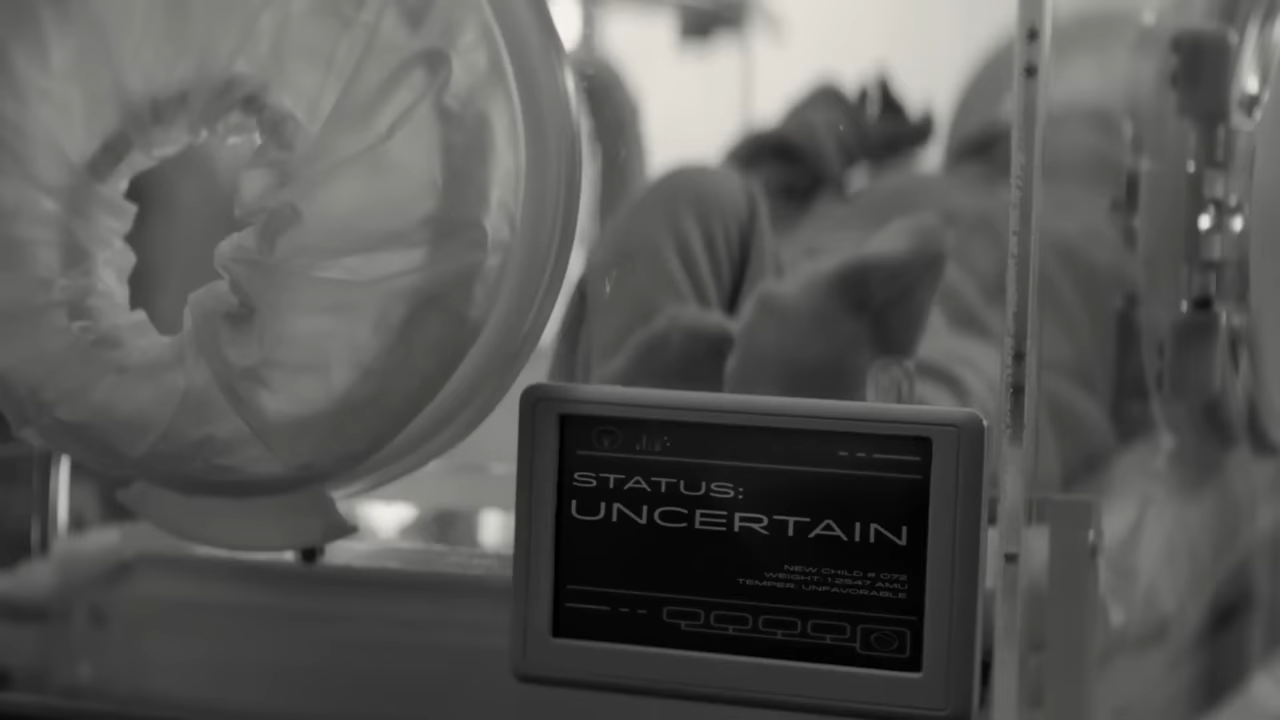 STATUS:
UNCERTAIN
NEW CHILD # 072
WEIGHT: 1.2547 AMU
TEMPER: UNFAVORABLE